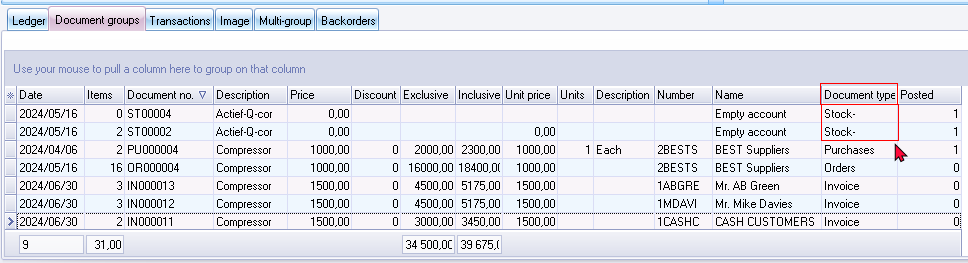 Ledger Document groups Transactions Image Multi-group Backorders
Use your mouse to pull a column here to group on that column
Date Items Document no. Description Price Discount Exclusive Inclusive Unit price Units Description Number Name Document type Posted
2024/05/16 0 ST00004 Actief-Q-cor 0,00 Empty account Stock- 1
2024/05/16 2 ST00002 Actief-Q-cor 0,00 0,00 Empty account Stock- 1
2024/04/06 2 PU000004 Compressor 1000,00 0 2000,00 2300,00 1000,00 1 Each 2BESTS BEST Suppliers Purchases 1
2024/06/30 16 OR000004 Compressor 1000,00 0 16000,00 18400,00 1000,00 2BESTS BEST Suppliers Orders 0
2024/06/30 3 IN000013 Compressor 1500,00 0 4500,00 5175,00 1500,00 1ABGRE Mr. AB Green Invoice 0
2024/06/30 3 IN000012 Compressor 1500,00 0 4500,00 5175,00 1500,00 1MDAVI Mr. Mike Davies Invoice 0
2024/06/30 2 IN000011 Compressor 1500,00 0 3000,00 3450,00 1500,00 1CASHC CASH CUSTOMERS Invoice 0
9 31,00 34 500,0 39 675,